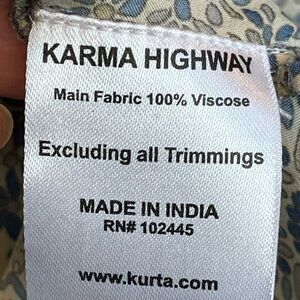 KARMA HIGHWAY
Main Fabric 100% Viscose
Excluding all Trimmings
MADE IN INDIA
RN# 102445
www.kurta.com